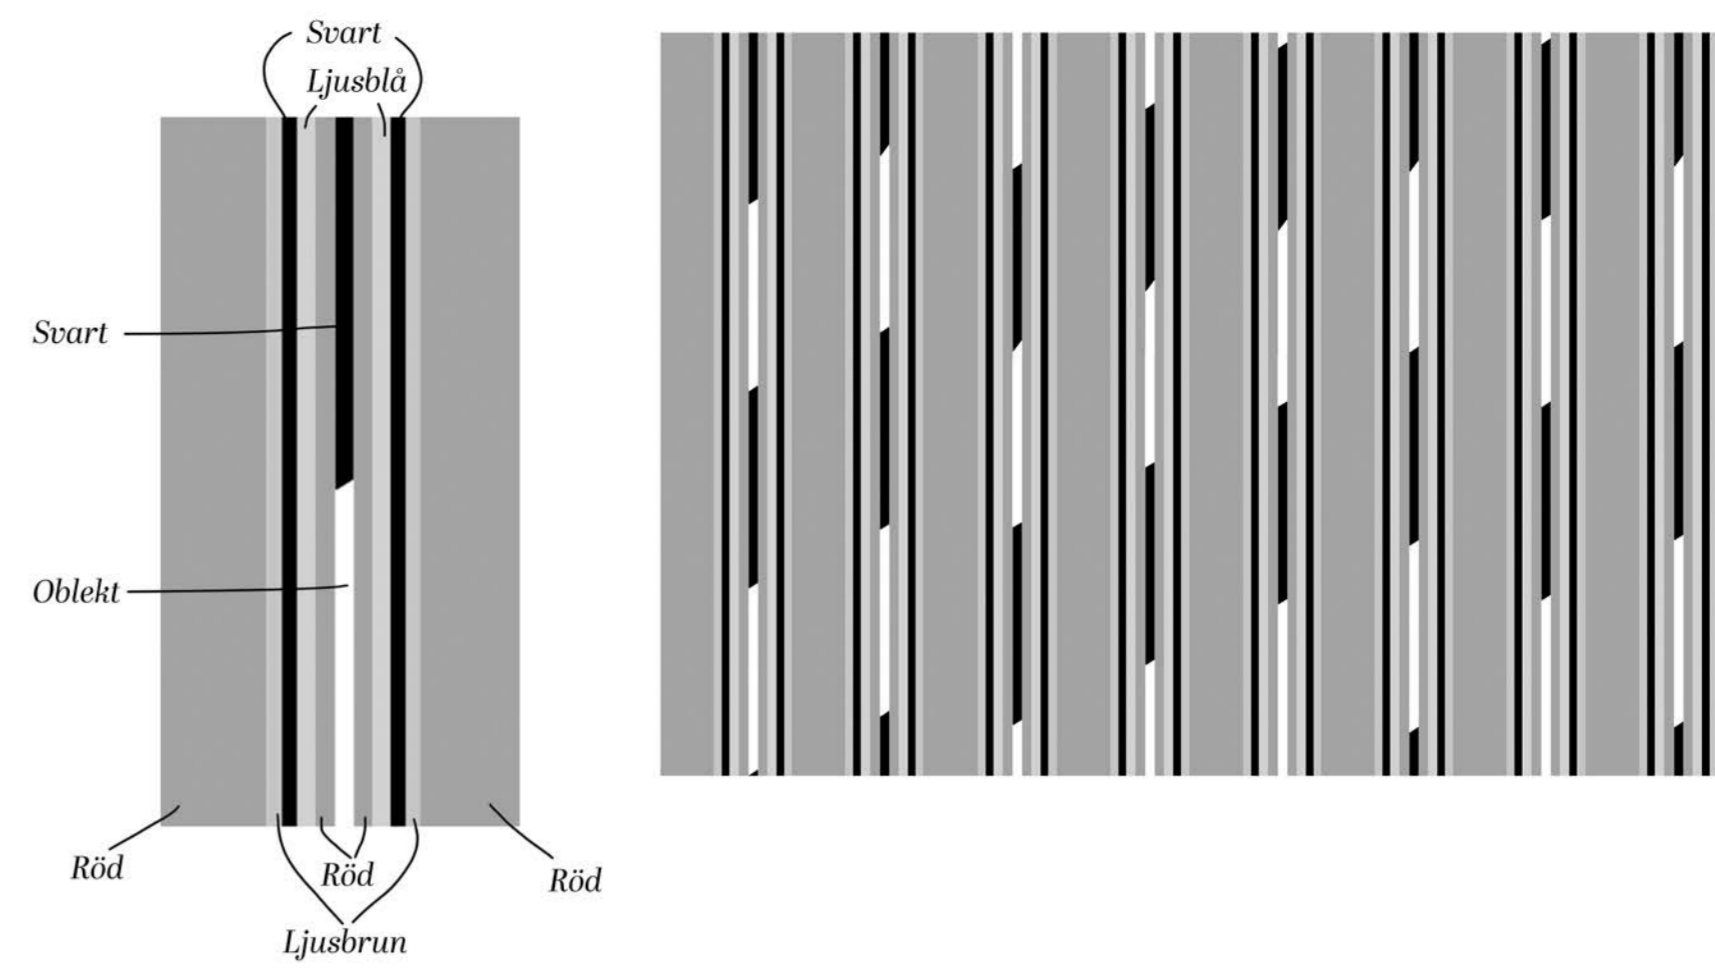 Svart
Ljusblå
Svart
Oblekt
Röd
Röd
Röd
Ljusbrun